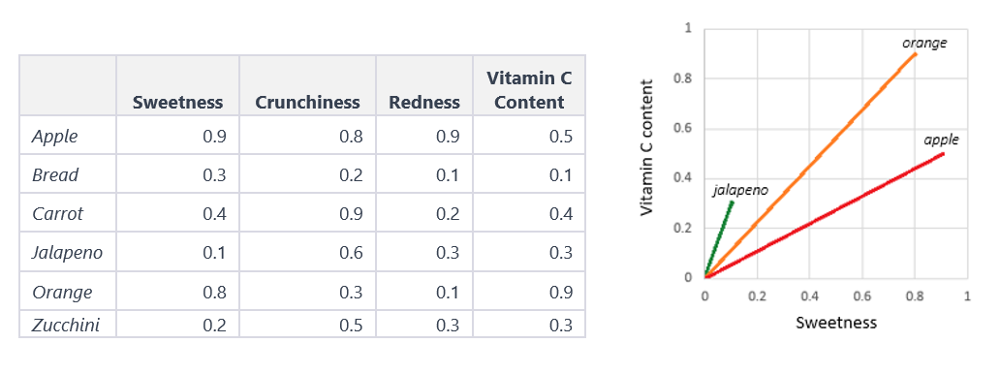 Sweetness Crunchiness Redness Vitamin C Content
Apple 0.9 0.8 0.9 0.5
Bread 0.3 0.2 0.1 0.1
Carrot 0.4 0.9 0.2 0.4
Jalapeno 0.1 0.6 0.3 0.3
Orange 0.8 0.3 0.1 0.9
Zucchini 0.2 0.5 0.3 0.3
Vitamin C content
1
0.8
0.6
0.4
0.2
0
orange
apple
jalapeno
0 0.2 0.4 0.6 0.8 1
Sweetness